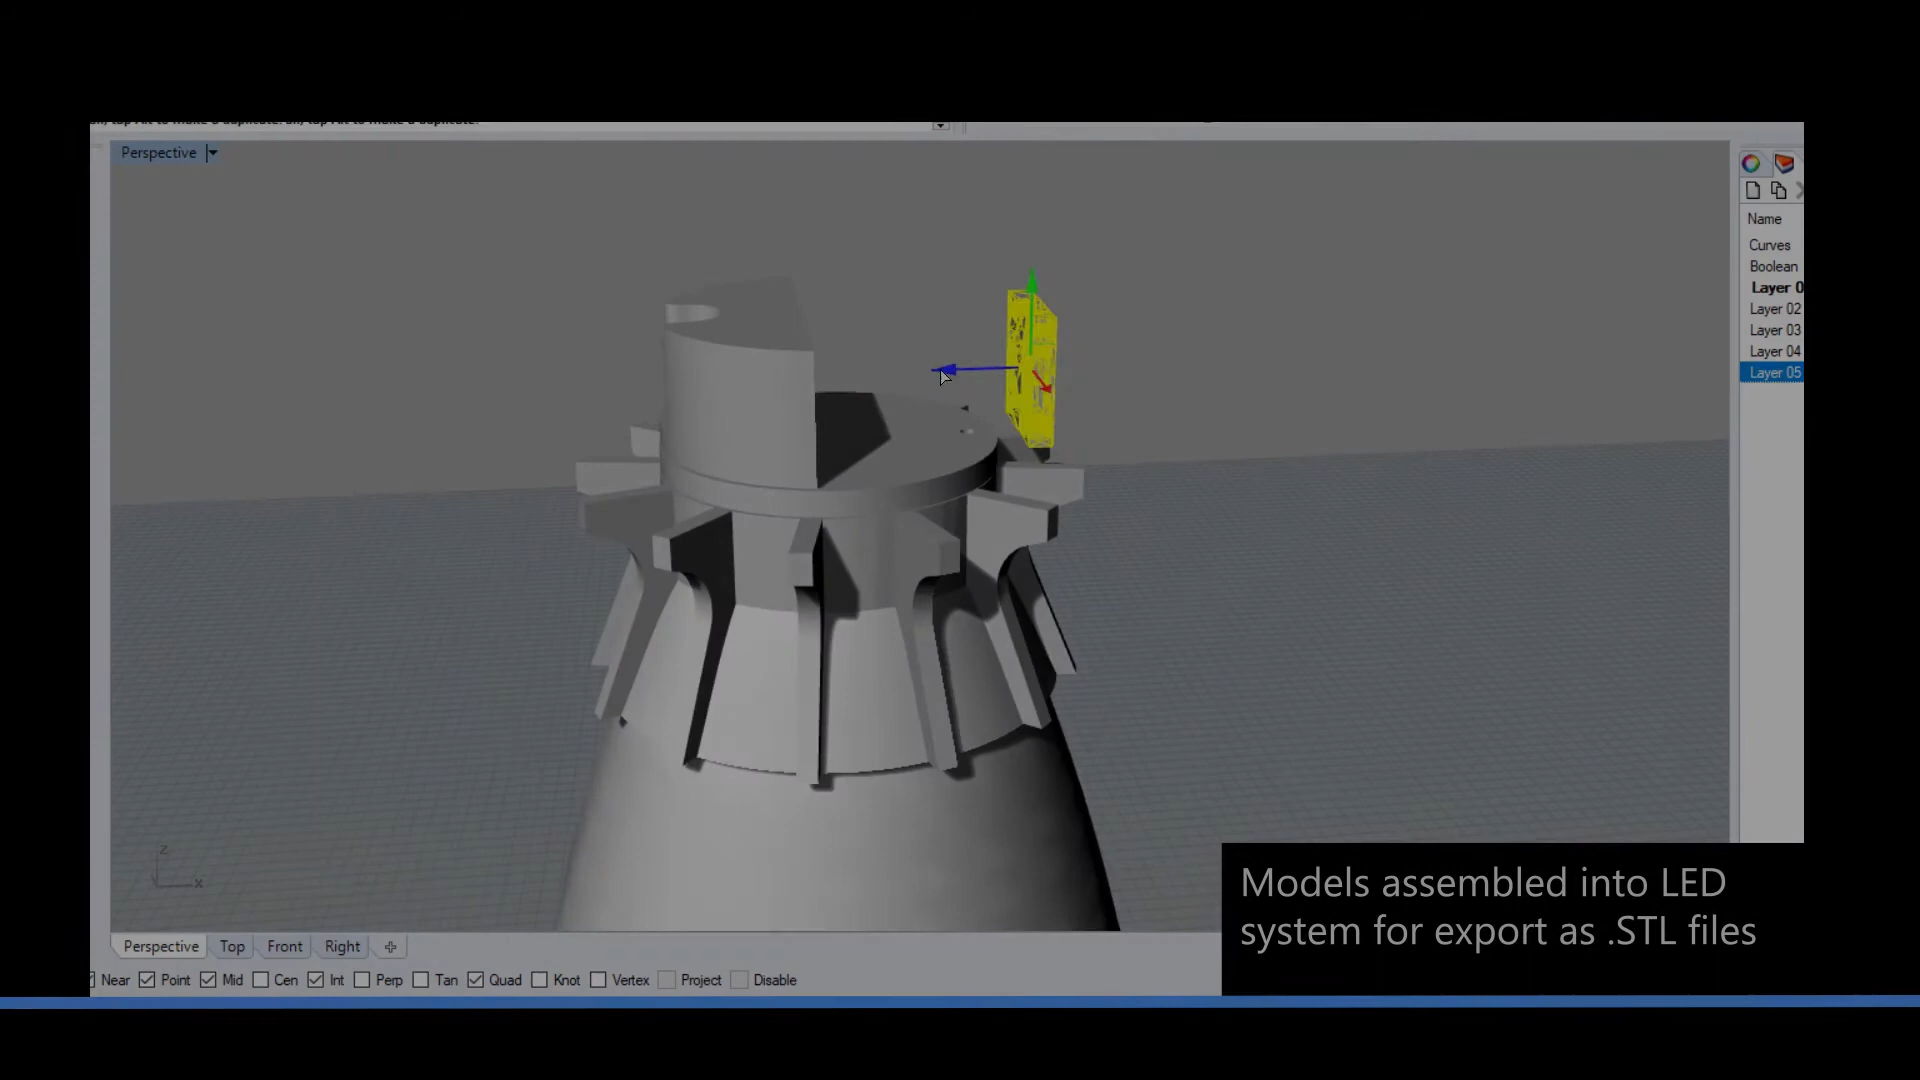 Perspective
Name
Curves
Boolean
Layer 0
Layer 02
Layer 03
Layer 04
Layer 05
z
x
Models assembled into LED
system for export as .STL files
Perspective Top Front Right
Near Point Mid Cen Int Perp Tan Quad Knot Vertex Project Disable